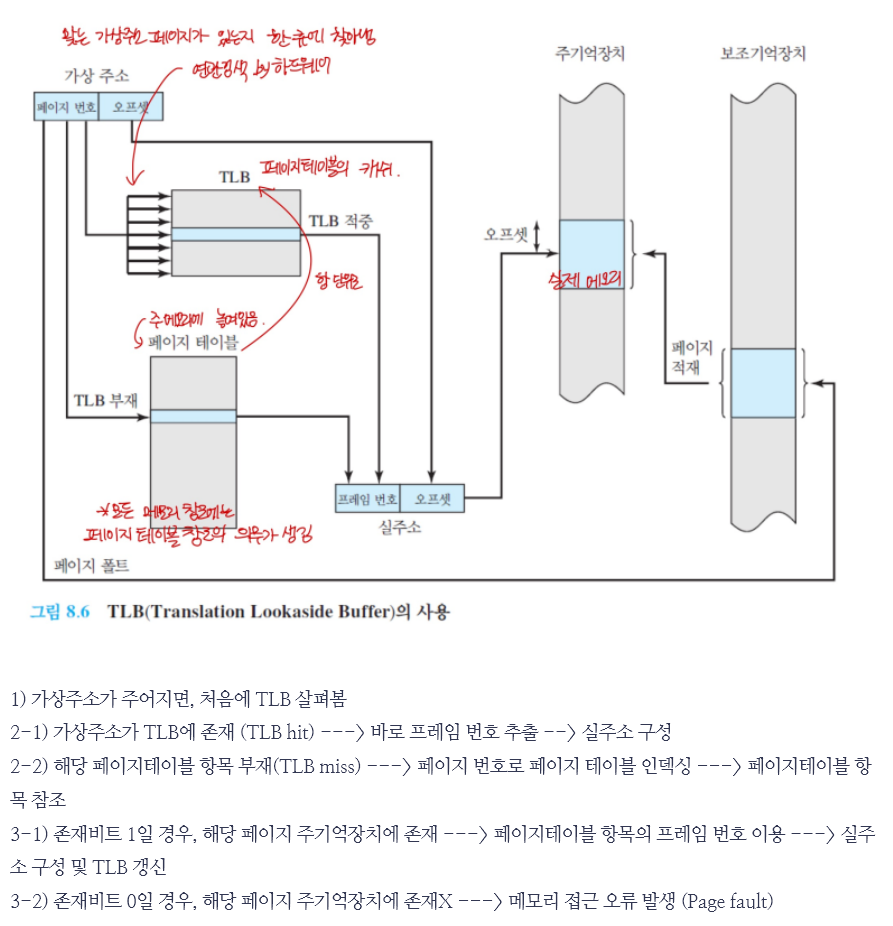 맞는 가상주소 페이지가 있는지 한번에 찾아냄
연관검색 by 하드웨어
가상 주소
페이지 번호 오프셋
TLB
페이지테이블의 캐쉬.
TLB 적중
항 단위로
주메모리에 놓여있음.
페이지 테이블
TLB 부재
*모든 메모리 참조에는
페이지 테이블 참조의 의무가 생김
페이지 폴트
프레임 번호 오프셋
실주소
주기억장치
보조기억장치
오프셋
실제 메모리
페이지
적재
그림 8.6 TLB(Translation Lookaside Buffer)의 사용
1) 가상주소가 주어지면, 처음에 TLB 살펴봄
2-1) 가상주소가 TLB에 존재 (TLB hit) ---> 바로 프레임 번호 추출 --> 실주소 구성
2-2) 해당 페이지테이블 항목 부재(TLB miss) ---> 페이지 번호로 페이지 테이블 인덱싱 ---> 페이지테이블 항
목 참조
3-1) 존재비트 1일 경우, 해당 페이지 주기억장치에 존재 ---> 페이지테이블 항목의 프레임 번호 이용 ---> 실주
소 구성 및 TLB 갱신
3-2) 존재비트 0일 경우, 해당 페이지 주기억장치에 존재X ---> 메모리 접근 오류 발생 (Page fault)